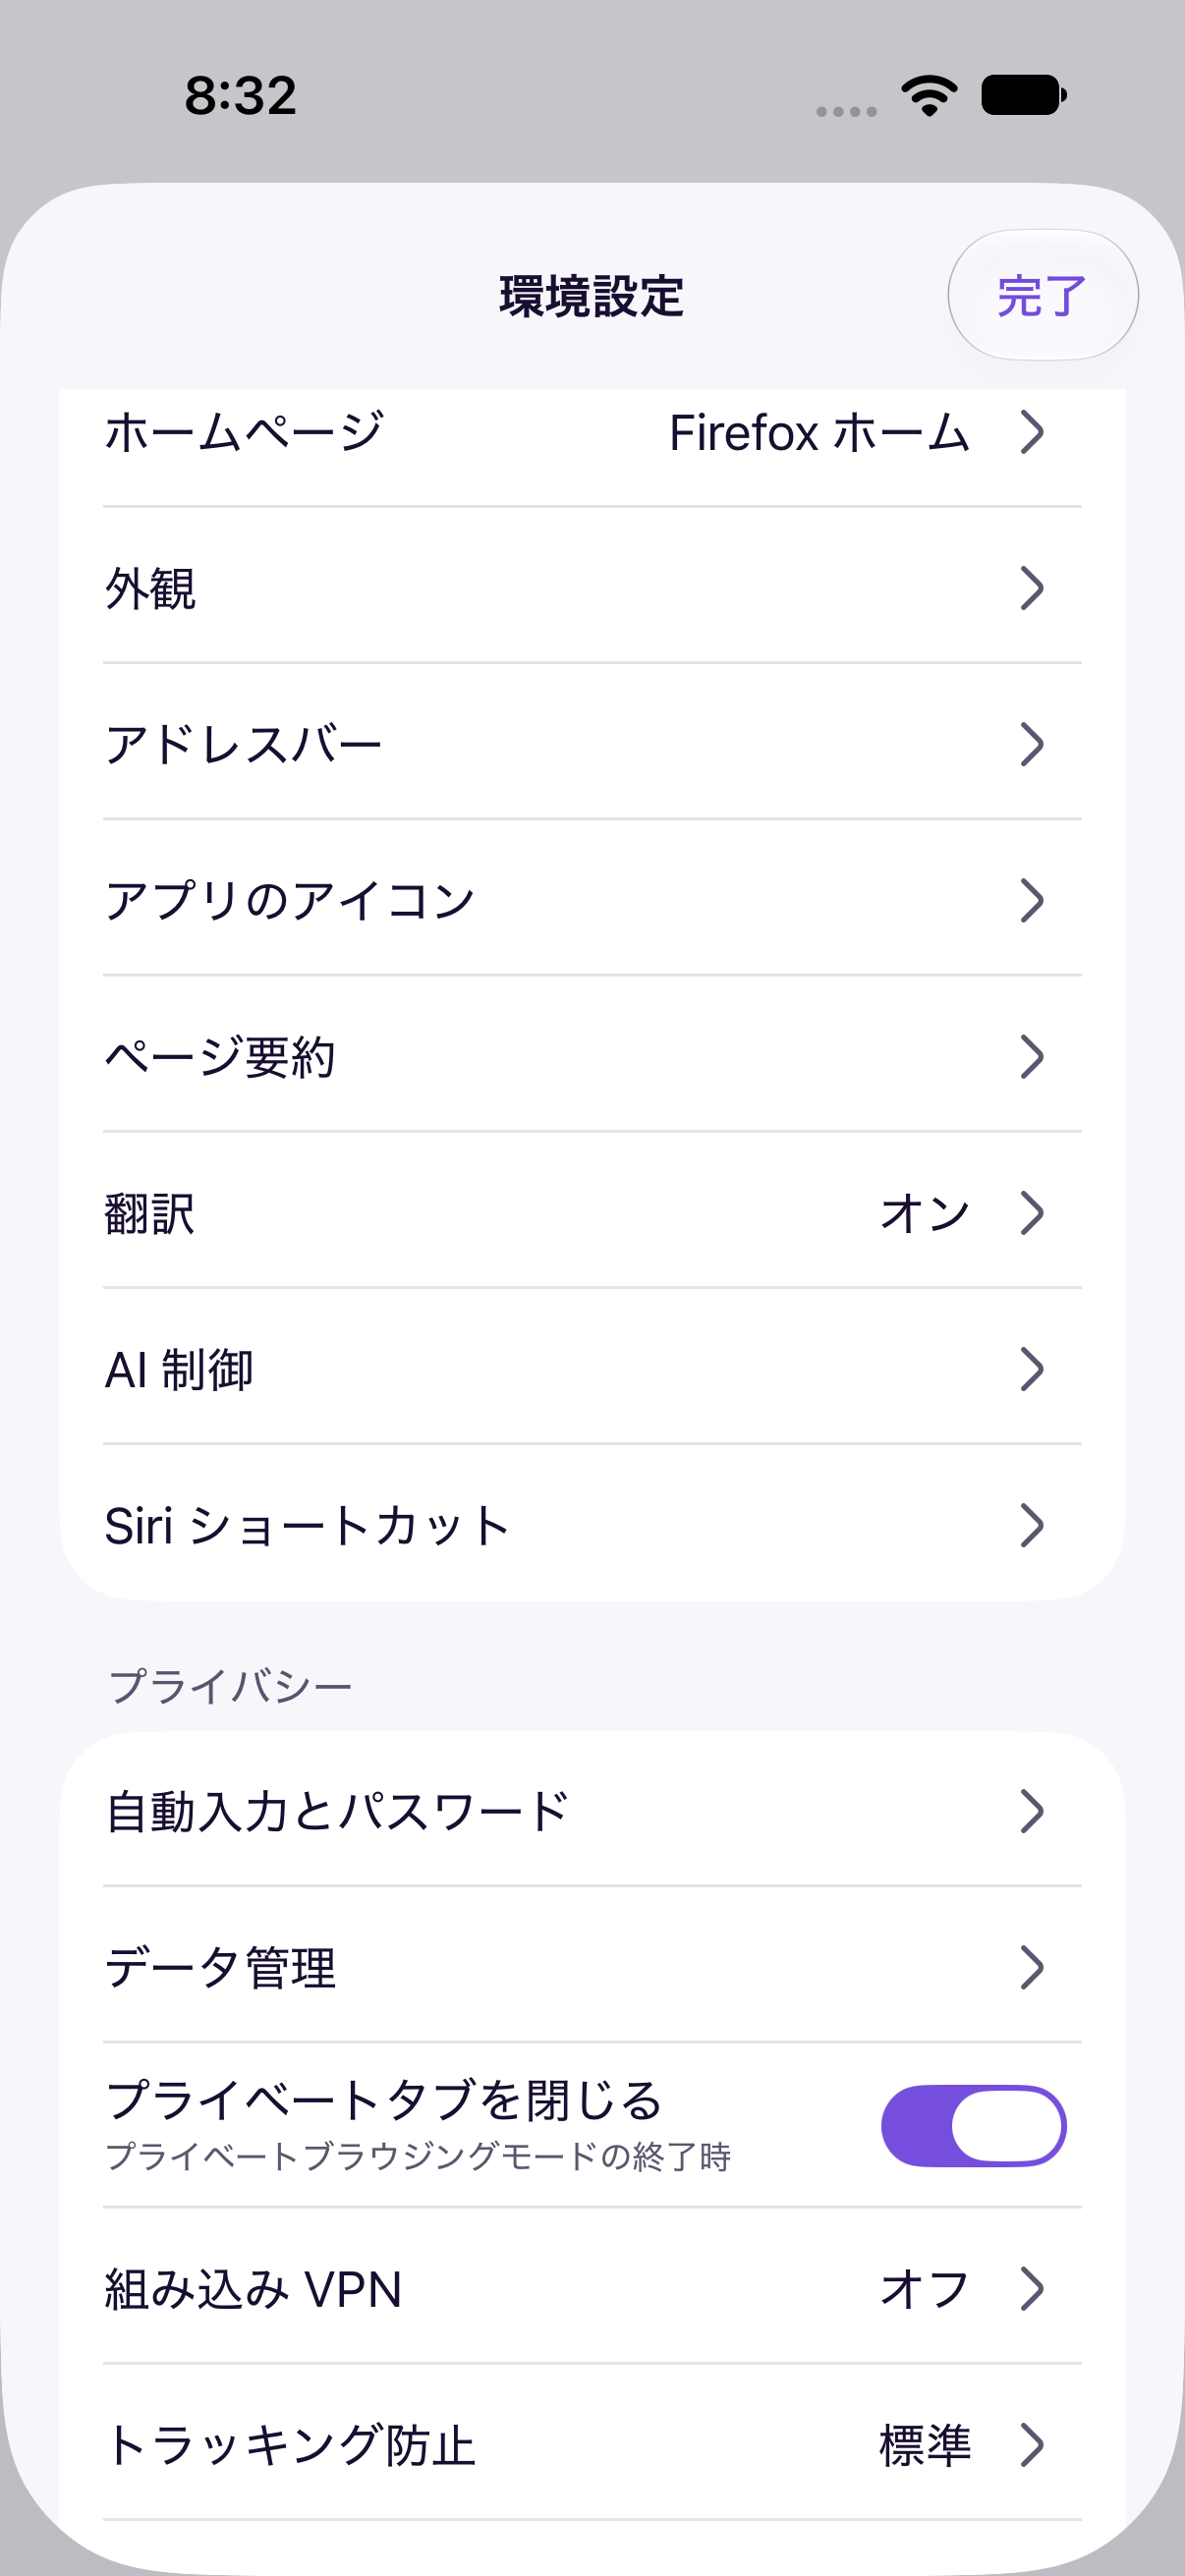 8:32
環境設定
完了
ホームページ Firefox ホーム
外観
アドレスバー
アプリのアイコン
ページ要約
翻訳 オン
AI 制御
Siri ショートカット
プライバシー
自動入力とパスワード
データ管理
プライベートタブを閉じる
プライベートブラウジングモードの終了時
組み込み VPN オフ
トラッキング防止 標準